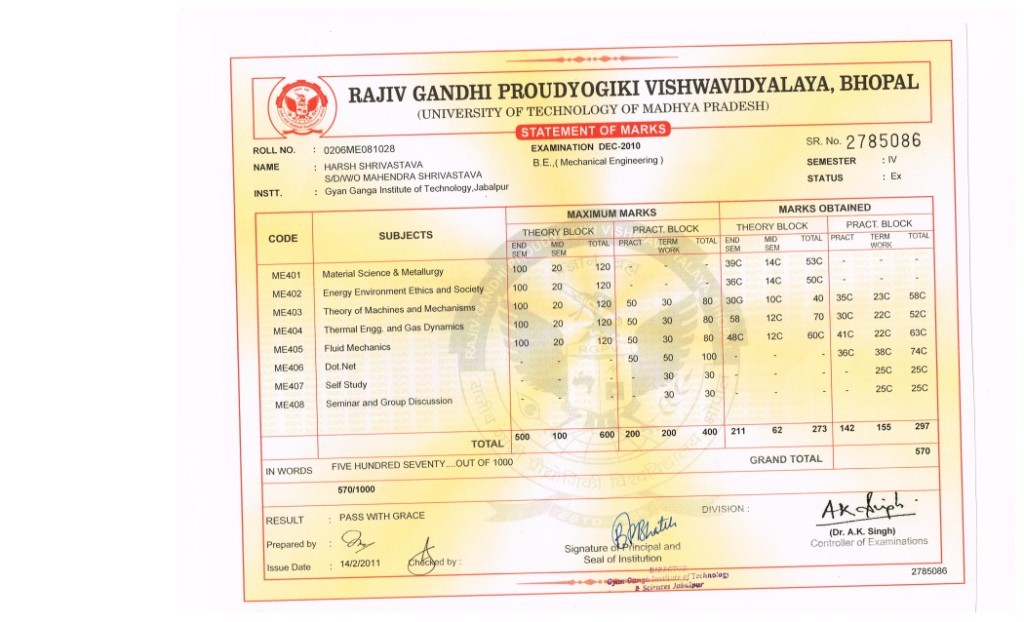 RAJIV GANDHI PROUDYOGIKI VISHWAVIDYALAYA, BHOPAL
(UNIVERSITY OF TECHNOLOGY OF MADHYA PRADESH)
STATEMENT OF MARKS
ROLL NO. : 0206ME081028 EXAMINATION DEC-2010 SR. No. 2785086
NAME : HARSH SHRIVASTAVA B.E.,( Mechanical Engineering ) SEMESTER : IV
S/D/W/O MAHENDRA SHRIVASTAVA STATUS : Ex
INSTT. : Gyan Ganga Institute of Technology,Jabalpur
CODE SUBJECTS MAXIMUM MARKS MARKS OBTAINED
THEORY BLOCK PRACT. BLOCK THEORY BLOCK PRACT. BLOCK
END SEM MID SEM TOTAL PRACT TERM WORK TOTAL END SEM MID SEM TOTAL PRACT TERM WORK TOTAL
ME401 Material Science & Metallurgy 100 20 120 - - - 39C 14C 53C - - -
ME402 Energy Environment Ethics and Society 100 20 120 - - - 36C 14C 50C - - -
ME403 Theory of Machines and Mechanisms 100 20 120 50 30 80 30G 10C 40 35C 23C 58C
ME404 Thermal Engg. and Gas Dynamics 100 20 120 50 30 80 58 12C 70 30C 22C 52C
ME405 Fluid Mechanics 100 20 120 50 30 80 48C 12C 60C 41C 22C 63C
ME406 Dot.Net - - - 50 50 100 - - - 36C 38C 74C
ME407 Self Study - - - - 30 30 - - - - 25C 25C
ME408 Seminar and Group Discussion - - - - 30 30 - - - - 25C 25C
TOTAL 500 100 600 200 200 400 211 62 273 142 155 297
IN WORDS FIVE HUNDRED SEVENTY....OUT OF 1000 GRAND TOTAL 570
570/1000
RESULT : PASS WITH GRACE DIVISION :
A.K. Singh
(Dr. A.K. Singh)
Prepared by : Signature of Principal and Controller of Examinations
Issue Date : 14/2/2011 Checked by : Seal of Institution
DIRECTOR
Gyan Ganga Institute of Technology
& Sciences Jabalpur
2785086